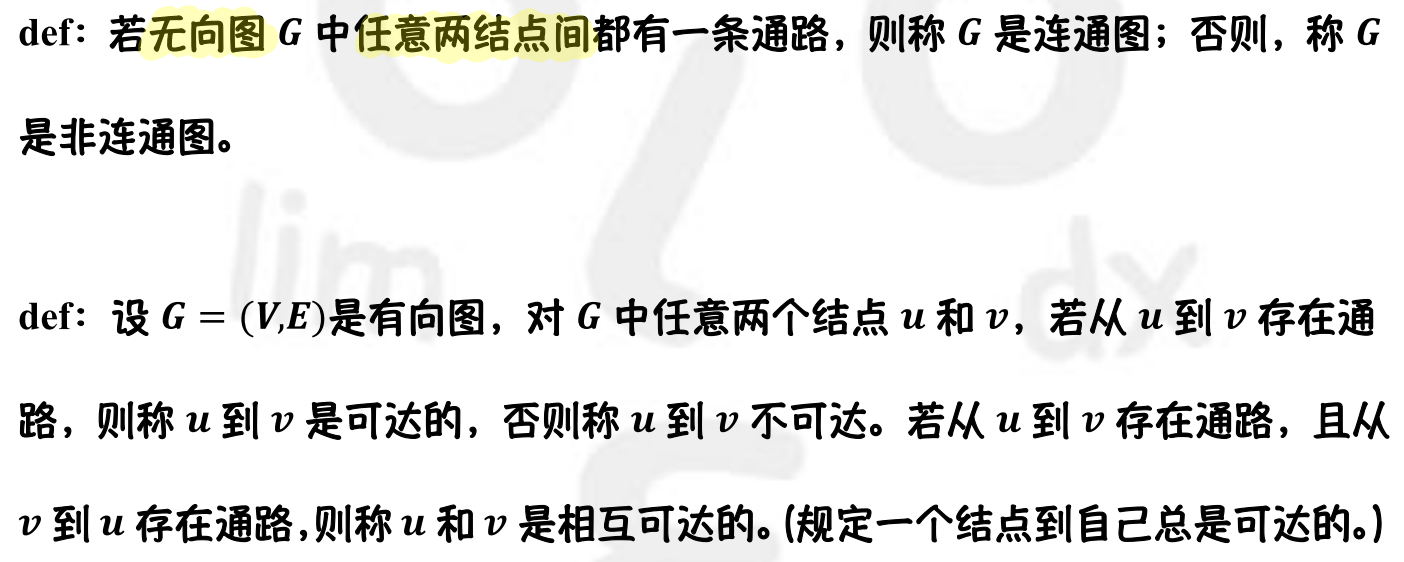 def：若无向图 G 中任意两结点间都有一条通路，则称 G 是连通图；否则，称 G
是非连通图。
lim
dx
def：设 G = (V,E)是有向图，对 G 中任意两个结点 u 和 v，若从 u 到 v 存在通
路，则称 u 到 v 是可达的，否则称 u 到 v 不可达。若从 u 到 v 存在通路，且从
v 到 u 存在通路,则称 u 和 v 是相互可达的。(规定一个结点到自己总是可达的。)